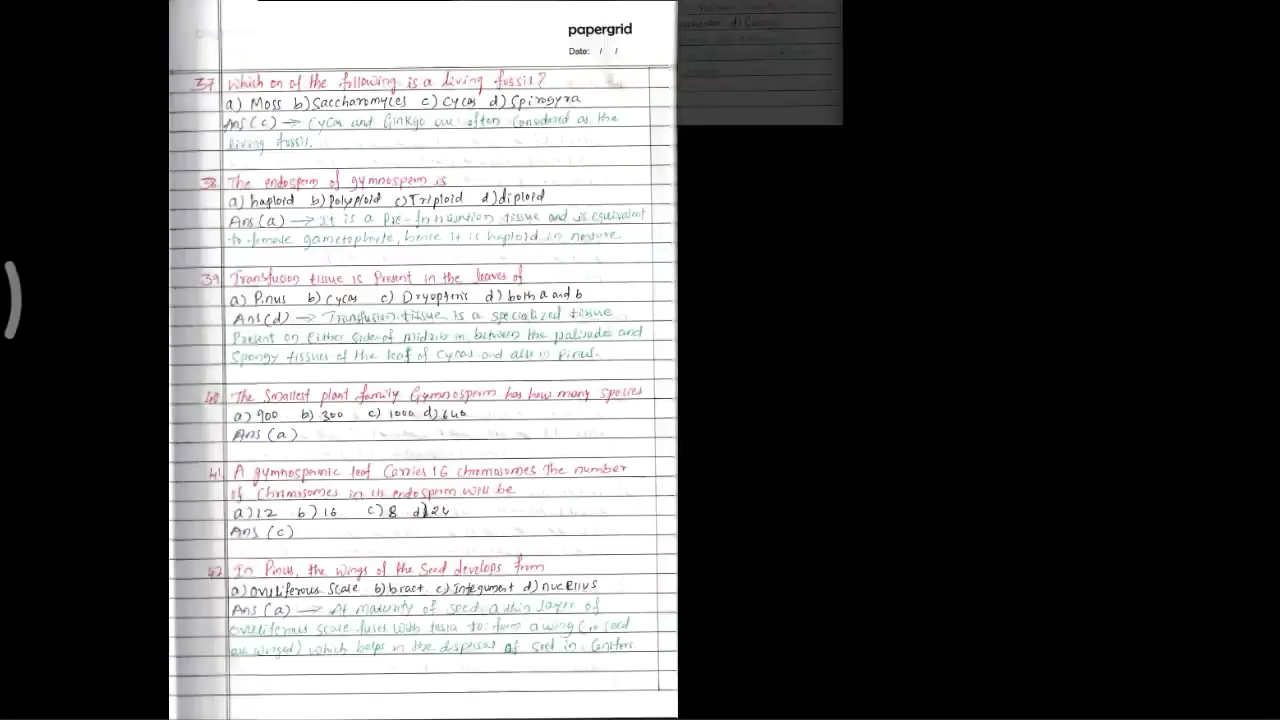 papergrid
Date: / /
37 which on of the following is a living fossil?
a) Moss b) Saccharomyces c) cycas d) Spirogyra
Ans (c) → Cycas and Ginkgo are often considered as the
living fossil.
38 The endosperm of gymnosperm is
a) haploid b) Polyploid c) Triploid d) diploid
Ans (a) → It is a Pre- tissue and is equivalent
to female gametophyte, hence it is haploid in nature
39 Transfusion tissue is Present in the leaves of
a) Pinus b) Cycas c) Dryopteris d) both a and b
Ans (d) → Transfusion tissue is a specialized tissue
Present on Either side of midrib in between the palisades and
Spongy tissues of the leaf of cycas and also in Pinus.
40 The Smallest plant family Gymnosperm has how many species
a) 900 b) 300 c) 1000 d) 640
Ans (a)
41 A gymnospermic leaf Carries 16 chromosomes The number
of Chromosomes in its endosperm will be
a) 12 b) 16 c) 8 d) 24
Ans (c)
42 In Pinus, the wings of the Seed develops from
a) ovuliferous Scale b) bract c) Integument d) nucellus
Ans (a) → At maturity of seed a thin layer of
ovuliferous scale fuses with testa to form a wing ( seed
are winged) which helps in the dispersal of seed in Conifers.